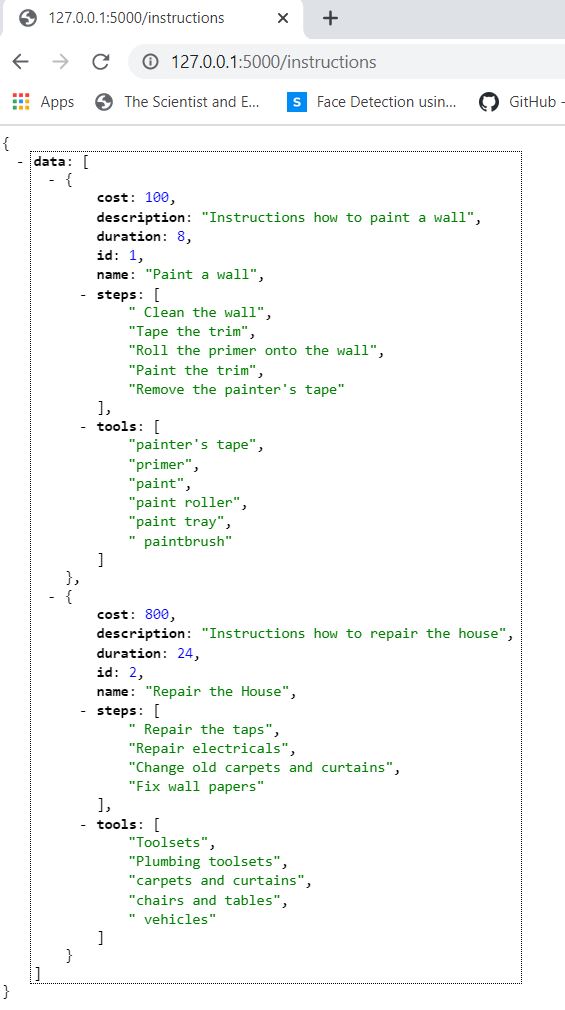 127.0.0.1:5000/instructions
127.0.0.1:5000/instructions
Apps The Scientist and E... S Face Detection usin... GitHub -
{
- data: [
- {
cost: 100,
description: "Instructions how to paint a wall",
duration: 8,
id: 1,
name: "Paint a wall",
- steps: [
" Clean the wall",
"Tape the trim",
"Roll the primer onto the wall",
"Paint the trim",
"Remove the painter's tape"
],
- tools: [
"painter's tape",
"primer",
"paint",
"paint roller",
"paint tray",
" paintbrush"
]
},
- {
cost: 800,
description: "Instructions how to repair the house",
duration: 24,
id: 2,
name: "Repair the House",
- steps: [
" Repair the taps",
"Repair electricals",
"Change old carpets and curtains",
"Fix wall papers"
],
- tools: [
"Toolsets",
"Plumbing toolsets",
"carpets and curtains",
"chairs and tables",
" vehicles"
]
}
]
}